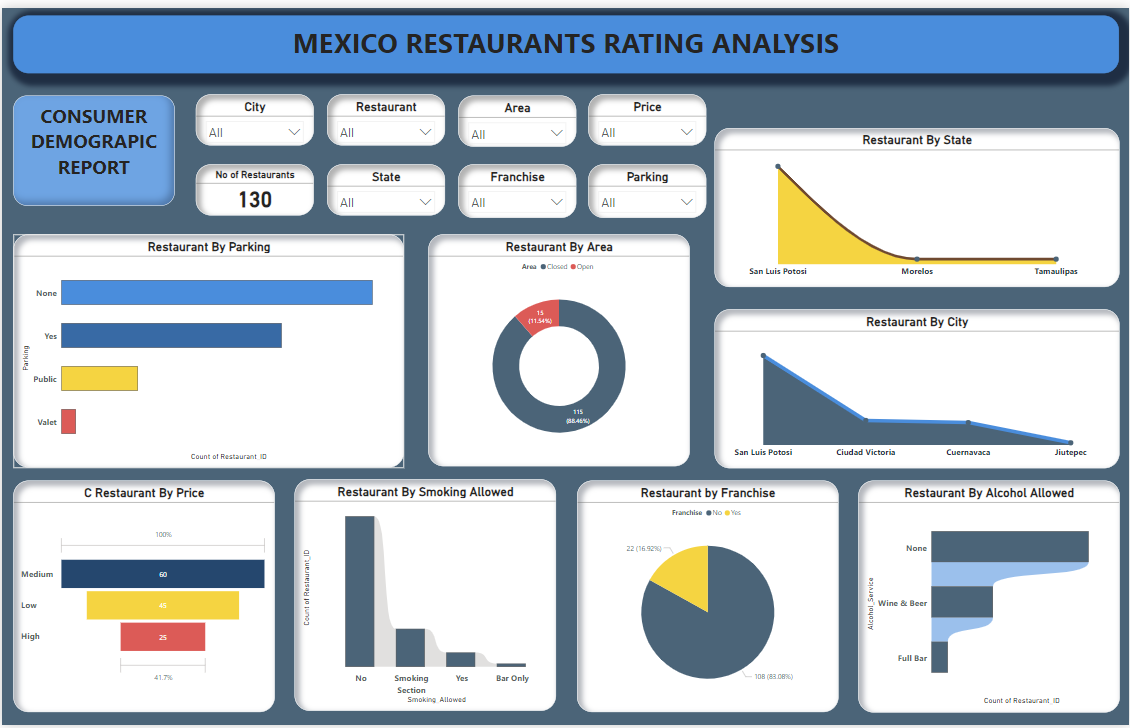 MEXICO RESTAURANTS RATING ANALYSIS
CONSUMER
DEMOGRAPIC
REPORT
City
All
Restaurant
All
Area
All
Price
All
No of Restaurants
130
State
All
Franchise
All
Parking
All
Restaurant By State
San Luis Potosi
Morelos
Tamaulipas
Restaurant By Parking
Parking
None
Yes
Public
Valet
Count of Restaurant_ID
Restaurant By Area
Area Closed Open
15
(11.54%)
115
(88.46%)
Restaurant By City
San Luis Potosi
Ciudad Victoria
Cuernavaca
Jiutepec
C Restaurant By Price
100%
Medium
60
Low
45
High
25
41.7%
Restaurant By Smoking Allowed
Count of Restaurant_ID
No
Smoking
Section
Yes
Bar Only
Smoking_Allowed
Restaurant by Franchise
Franchise No Yes
22 (16.92%)
108 (83.08%)
Restaurant By Alcohol Allowed
Alcohol_Service
None
Wine & Beer
Full Bar
Count of Restaurant_ID